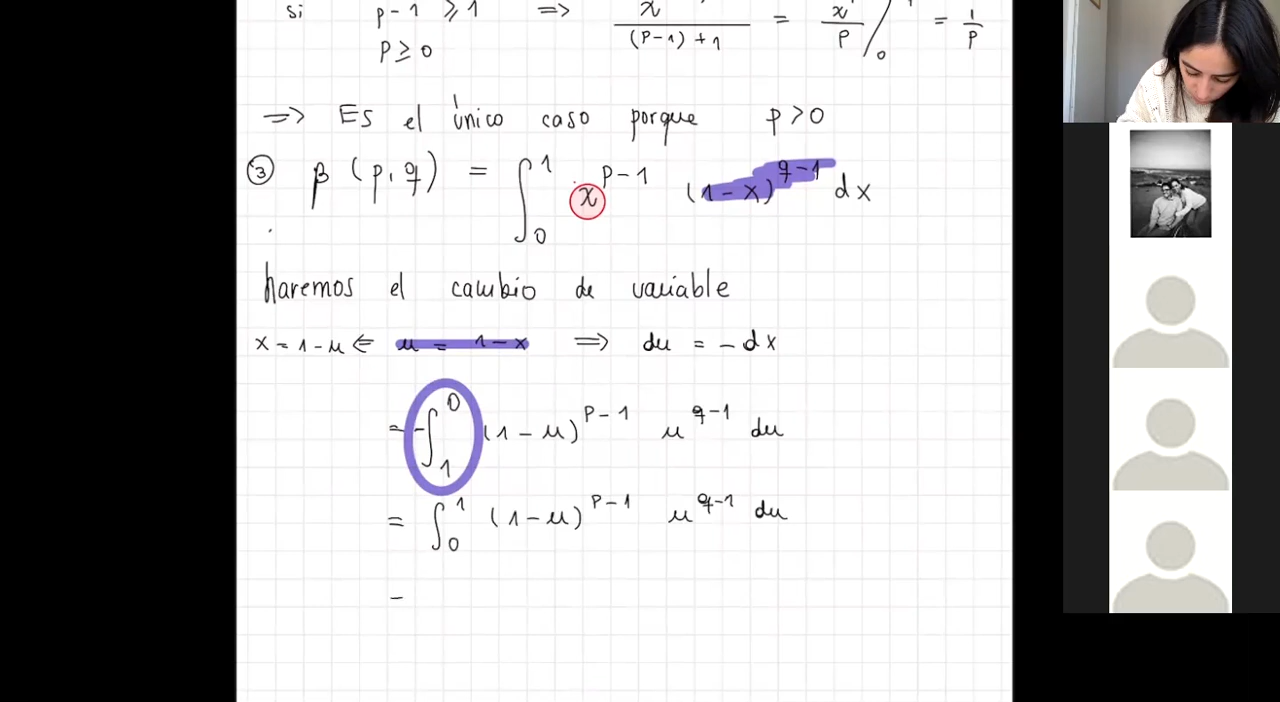 si p-1 ⩾ 1 => x / (p-1)+1 = x / p /₀ = 1/p
p ≥ 0
=> Es el único caso porque p > 0
③ β (p, q) = ∫₀¹ x^(p-1) (1-x)^(q-1) dx
haremos el cambio de variable
x = 1-u ⇐ u = 1-x => du = -dx
= -∫₁⁰ (1-u)^(p-1) u^(q-1) du
= ∫₀¹ (1-u)^(p-1) u^(q-1) du
-